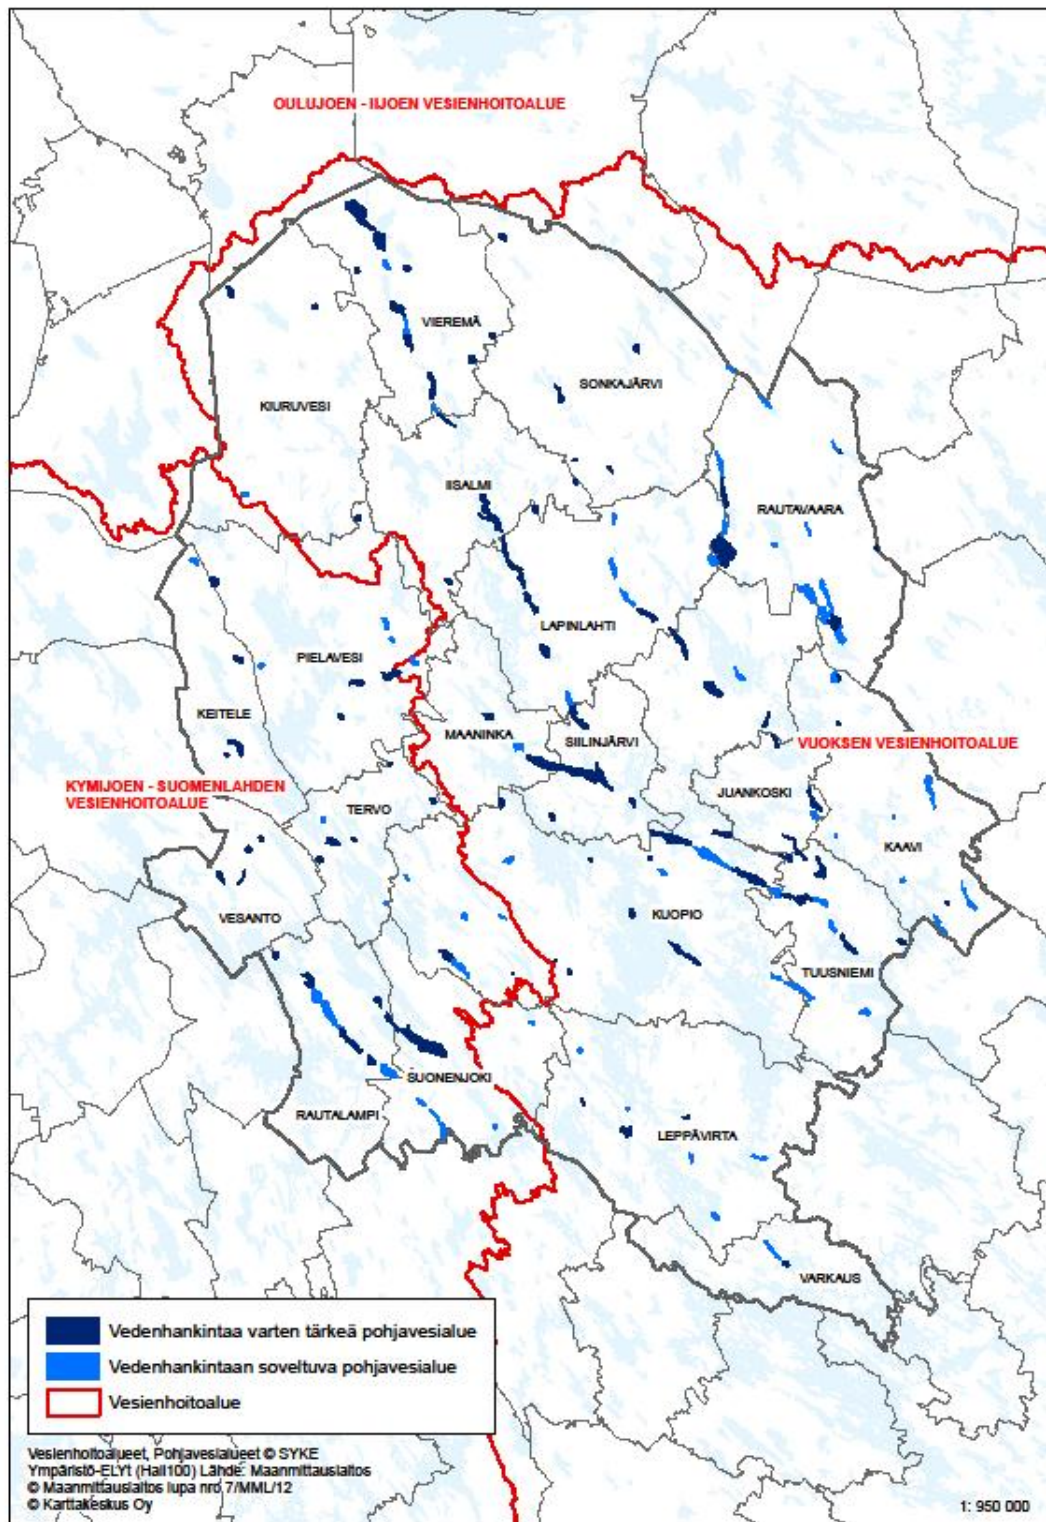 OULUJOEN - IIJOEN VESIENHOITOALUE
VIEREMÄ
SONKAJÄRVI
KIURUVESI
IISALMI
RAUTAVAARA
LAPINLAHTI
PIELAVESI
KEITELE
MAANINKA
SIILINJÄRVI
VUOKSEN VESIENHOITOALUE
KYMIJOEN - SUOMENLAHDEN
VESIENHOITOALUE
JUANKOSKI
TERVO
KAAVI
VESANTO
KUOPIO
TUUSNIEMI
SUONENJOKI
RAUTALAMPI
LEPPÄVIRTA
VARKAUS
Vedenhankintaa varten tärkeä pohjavesialue
Vedenhankintaan soveltuva pohjavesialue
Vesienhoitoalue
Vesienhoitoalueet, Pohjavesialueet © SYKE
Ympäristö-ELYt (Hall100) Lähde: Maanmittauslaitos
© Maanmittauslaitos lupa nro 7/MML/12
© Karttakeskus Oy
1: 950 000